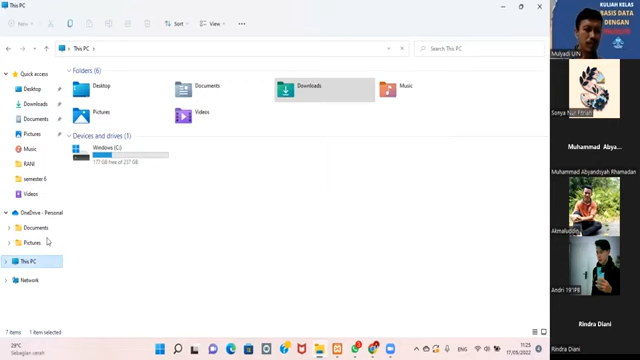 This PC
New
Sort
View
This PC
Search This PC
Quick access
Desktop
Downloads
Documents
Pictures
Music
RANI
semester 6
Videos
OneDrive - Personal
Documents
Pictures
This PC
Network
Folders (6)
Desktop
Documents
Downloads
Music
Pictures
Videos
Devices and drives (1)
Windows (C:)
177 GB free of 237 GB
7 items
1 item selected
29°C
Sebagian cerah
ENG
11:25
17/05/2022
KULIAH KELAS
BASIS DATA
DENGAN
Mulyadi UIN
Sonya Nur Fitriah
Muhammad Abya...
Muhammad Abyandsyah Rhamadan
Akmaluddin
Andri 19*IPII
Rindra Diani
Rindra Diani